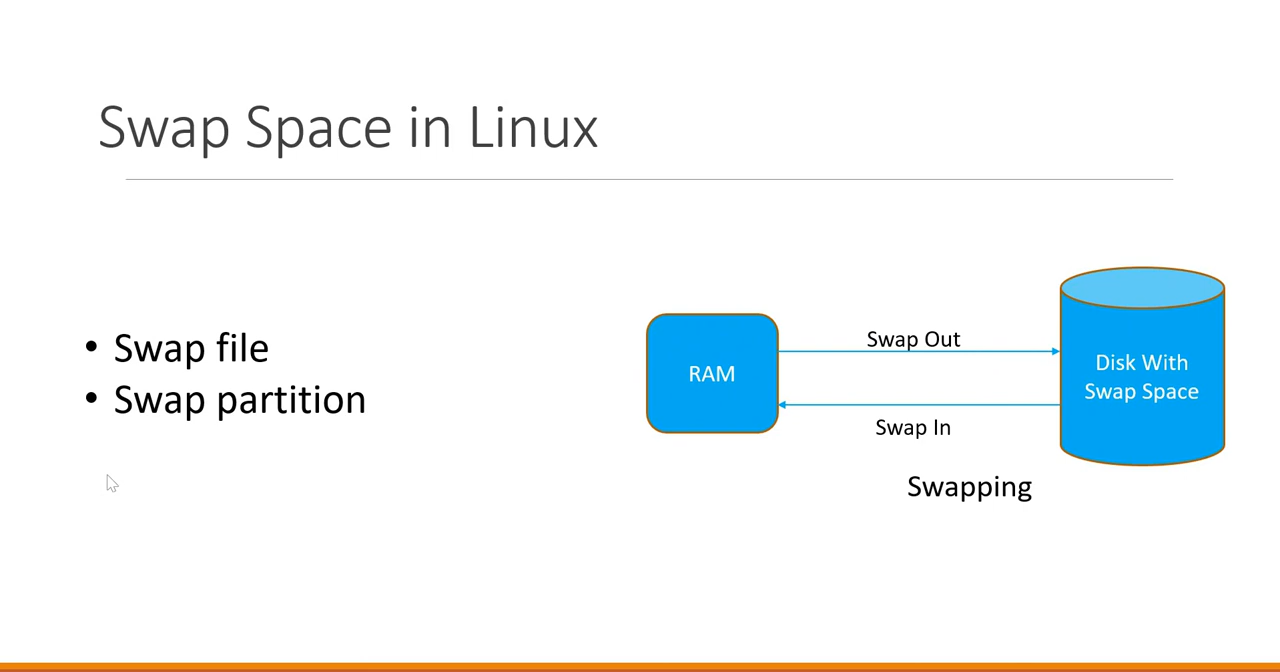 Swap Space in Linux
• Swap file
• Swap partition
RAM
Swap Out
Swap In
Disk With
Swap Space
Swapping